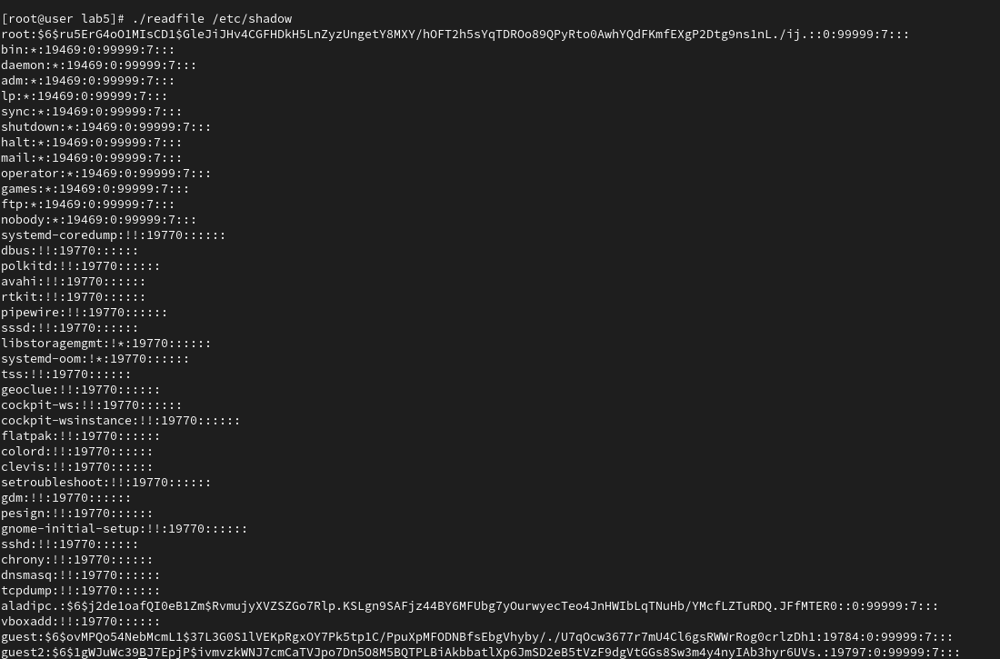 [root@user lab5]# ./readfile /etc/shadow
root:$6$ru5ErG4oO1MIsCD1$GleJiJHv4CGFHDkH5LnZyzUngetY8MXY/hOFT2h5sYqTDROo89QPyRto0AwhYQdFKmfEXgP2Dtg9ns1nL./ij.::0:99999:7:::
bin:*:19469:0:99999:7:::
daemon:*:19469:0:99999:7:::
adm:*:19469:0:99999:7:::
lp:*:19469:0:99999:7:::
sync:*:19469:0:99999:7:::
shutdown:*:19469:0:99999:7:::
halt:*:19469:0:99999:7:::
mail:*:19469:0:99999:7:::
operator:*:19469:0:99999:7:::
games:*:19469:0:99999:7:::
ftp:*:19469:0:99999:7:::
nobody:*:19469:0:99999:7:::
systemd-coredump:!!:19770::::::
dbus:!!:19770::::::
polkitd:!!:19770::::::
avahi:!!:19770::::::
rtkit:!!:19770::::::
pipewire:!!:19770::::::
sssd:!!:19770::::::
libstoragemgmt:!*:19770::::::
systemd-oom:!*:19770::::::
tss:!!:19770::::::
geoclue:!!:19770::::::
cockpit-ws:!!:19770::::::
cockpit-wsinstance:!!:19770::::::
flatpak:!!:19770::::::
colord:!!:19770::::::
clevis:!!:19770::::::
setroubleshoot:!!:19770::::::
gdm:!!:19770::::::
pesign:!!:19770::::::
gnome-initial-setup:!!:19770::::::
sshd:!!:19770::::::
chrony:!!:19770::::::
dnsmasq:!!:19770::::::
tcpdump:!!:19770::::::
aladipc.:$6$j2de1oafQI0eB1Zm$RvmujyXVZSZGo7Rlp.KSLgn9SAFjz44BY6MFUbg7yOurwyecTeo4JnHWIbLqTNuHb/YMcfLZTuRDQ.JFfMTER0::0:99999:7:::
vboxadd:!!:19770::::::
guest:$6$ovMPQo54NebMcmL1$37L3G0S1lVEKpRgxOY7Pk5tp1C/PpuXpMFODNBfsEbgVhyby/./U7qOcw3677r7mU4Cl6gsRWWrRog0crlzDh1:19784:0:99999:7:::
guest2:$6$1gWJuWc39BJ7EpjP$ivmvzkWNJ7cmCaTVJpo7Dn5O8M5BQTPLBiAkbbatlXp6JmSD2eB5tVzF9dgVtGGs8Sw3m4y4nyIAb3hyr6UVs.:19797:0:99999:7:::